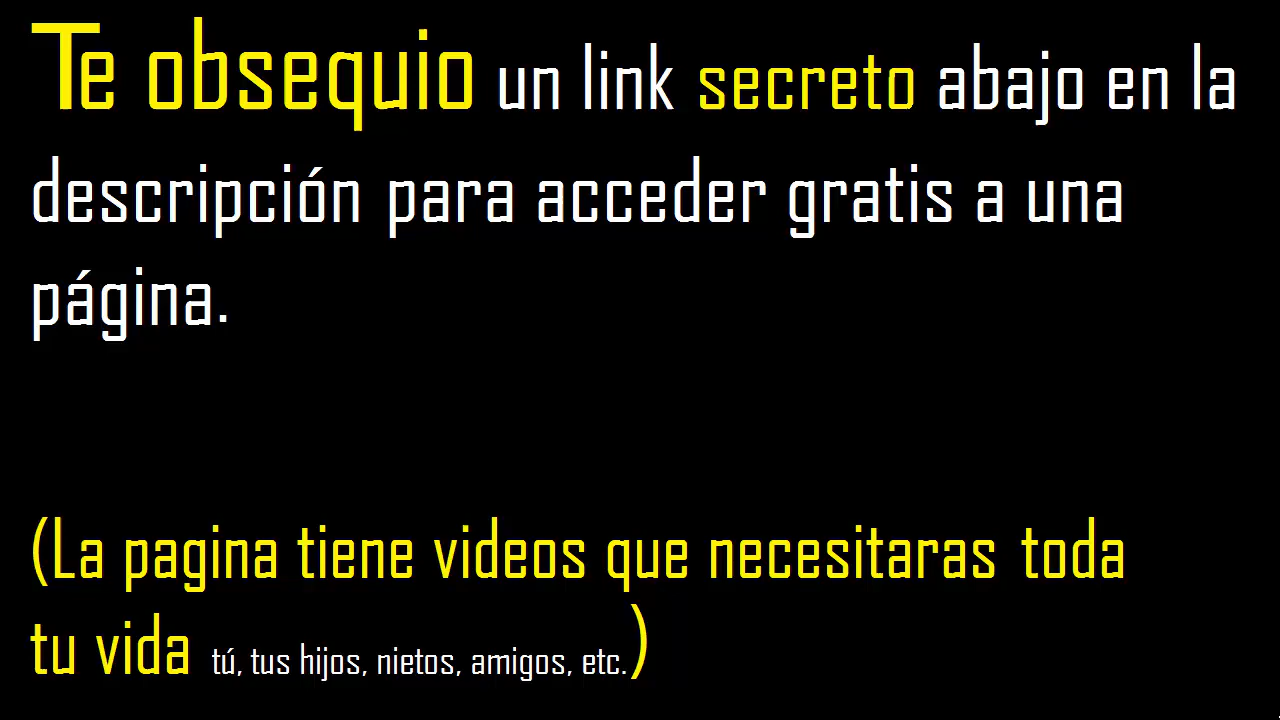 Te obsequio un link secreto abajo en la
descripción para acceder gratis a una
página.
(La pagina tiene videos que necesitaras toda
tu vida tú, tus hijos, nietos, amigos, etc.)